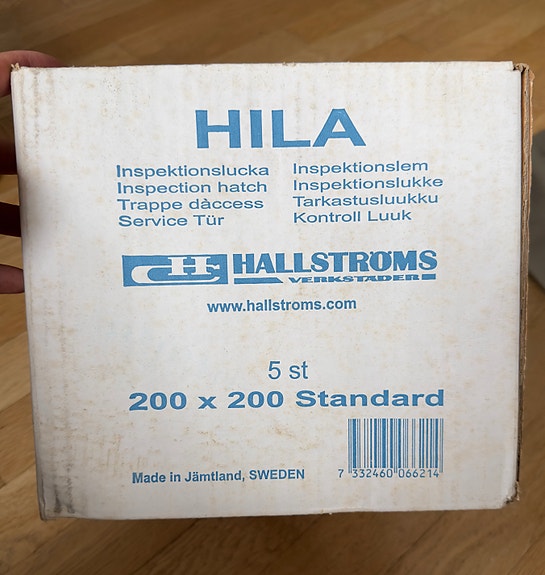 HILA
Inspektionslucka
Inspection hatch
Trappe dàccess
Service Tür
Inspektionslem
Inspektionslukke
Tarkastusluukku
Kontroll Luuk
HALLSTRÖMS
VERKSTÄDER
www.hallstroms.com
5 st
200 x 200 Standard
Made in Jämtland, SWEDEN
7 332460 066214